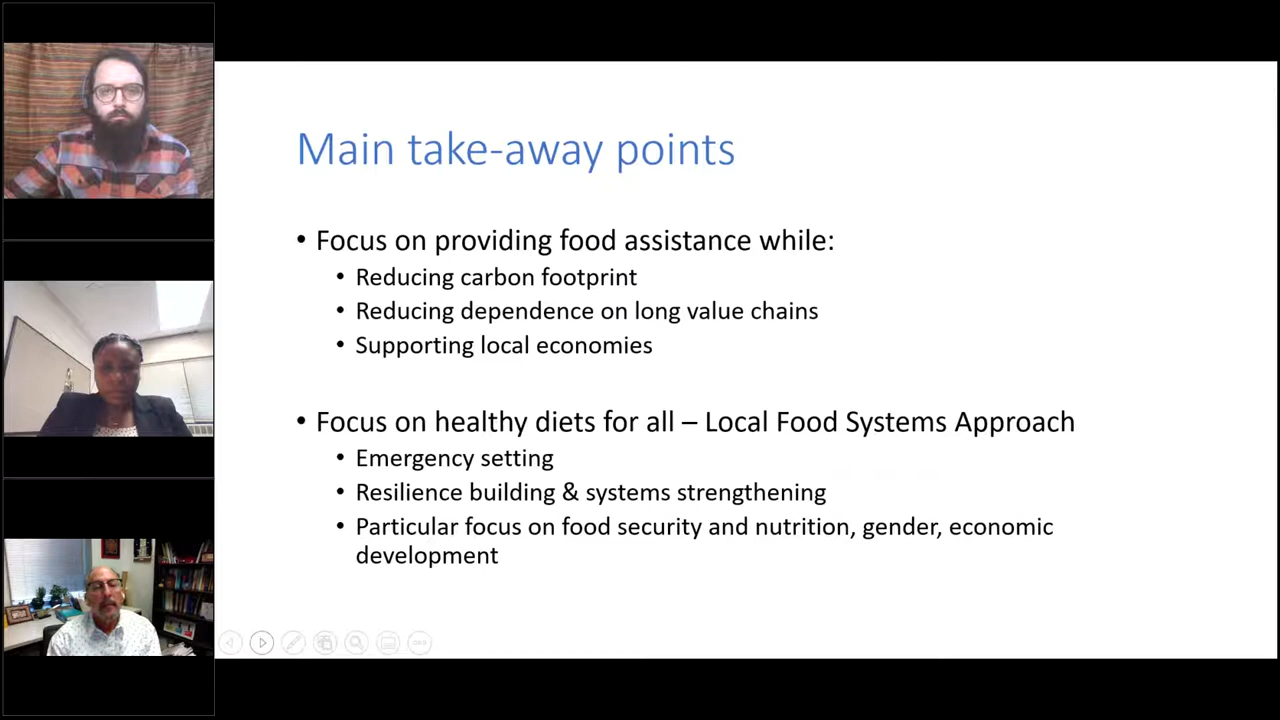 Main take-away points
• Focus on providing food assistance while:
• Reducing carbon footprint
• Reducing dependence on long value chains
• Supporting local economies
• Focus on healthy diets for all – Local Food Systems Approach
• Emergency setting
• Resilience building & systems strengthening
• Particular focus on food security and nutrition, gender, economic
development